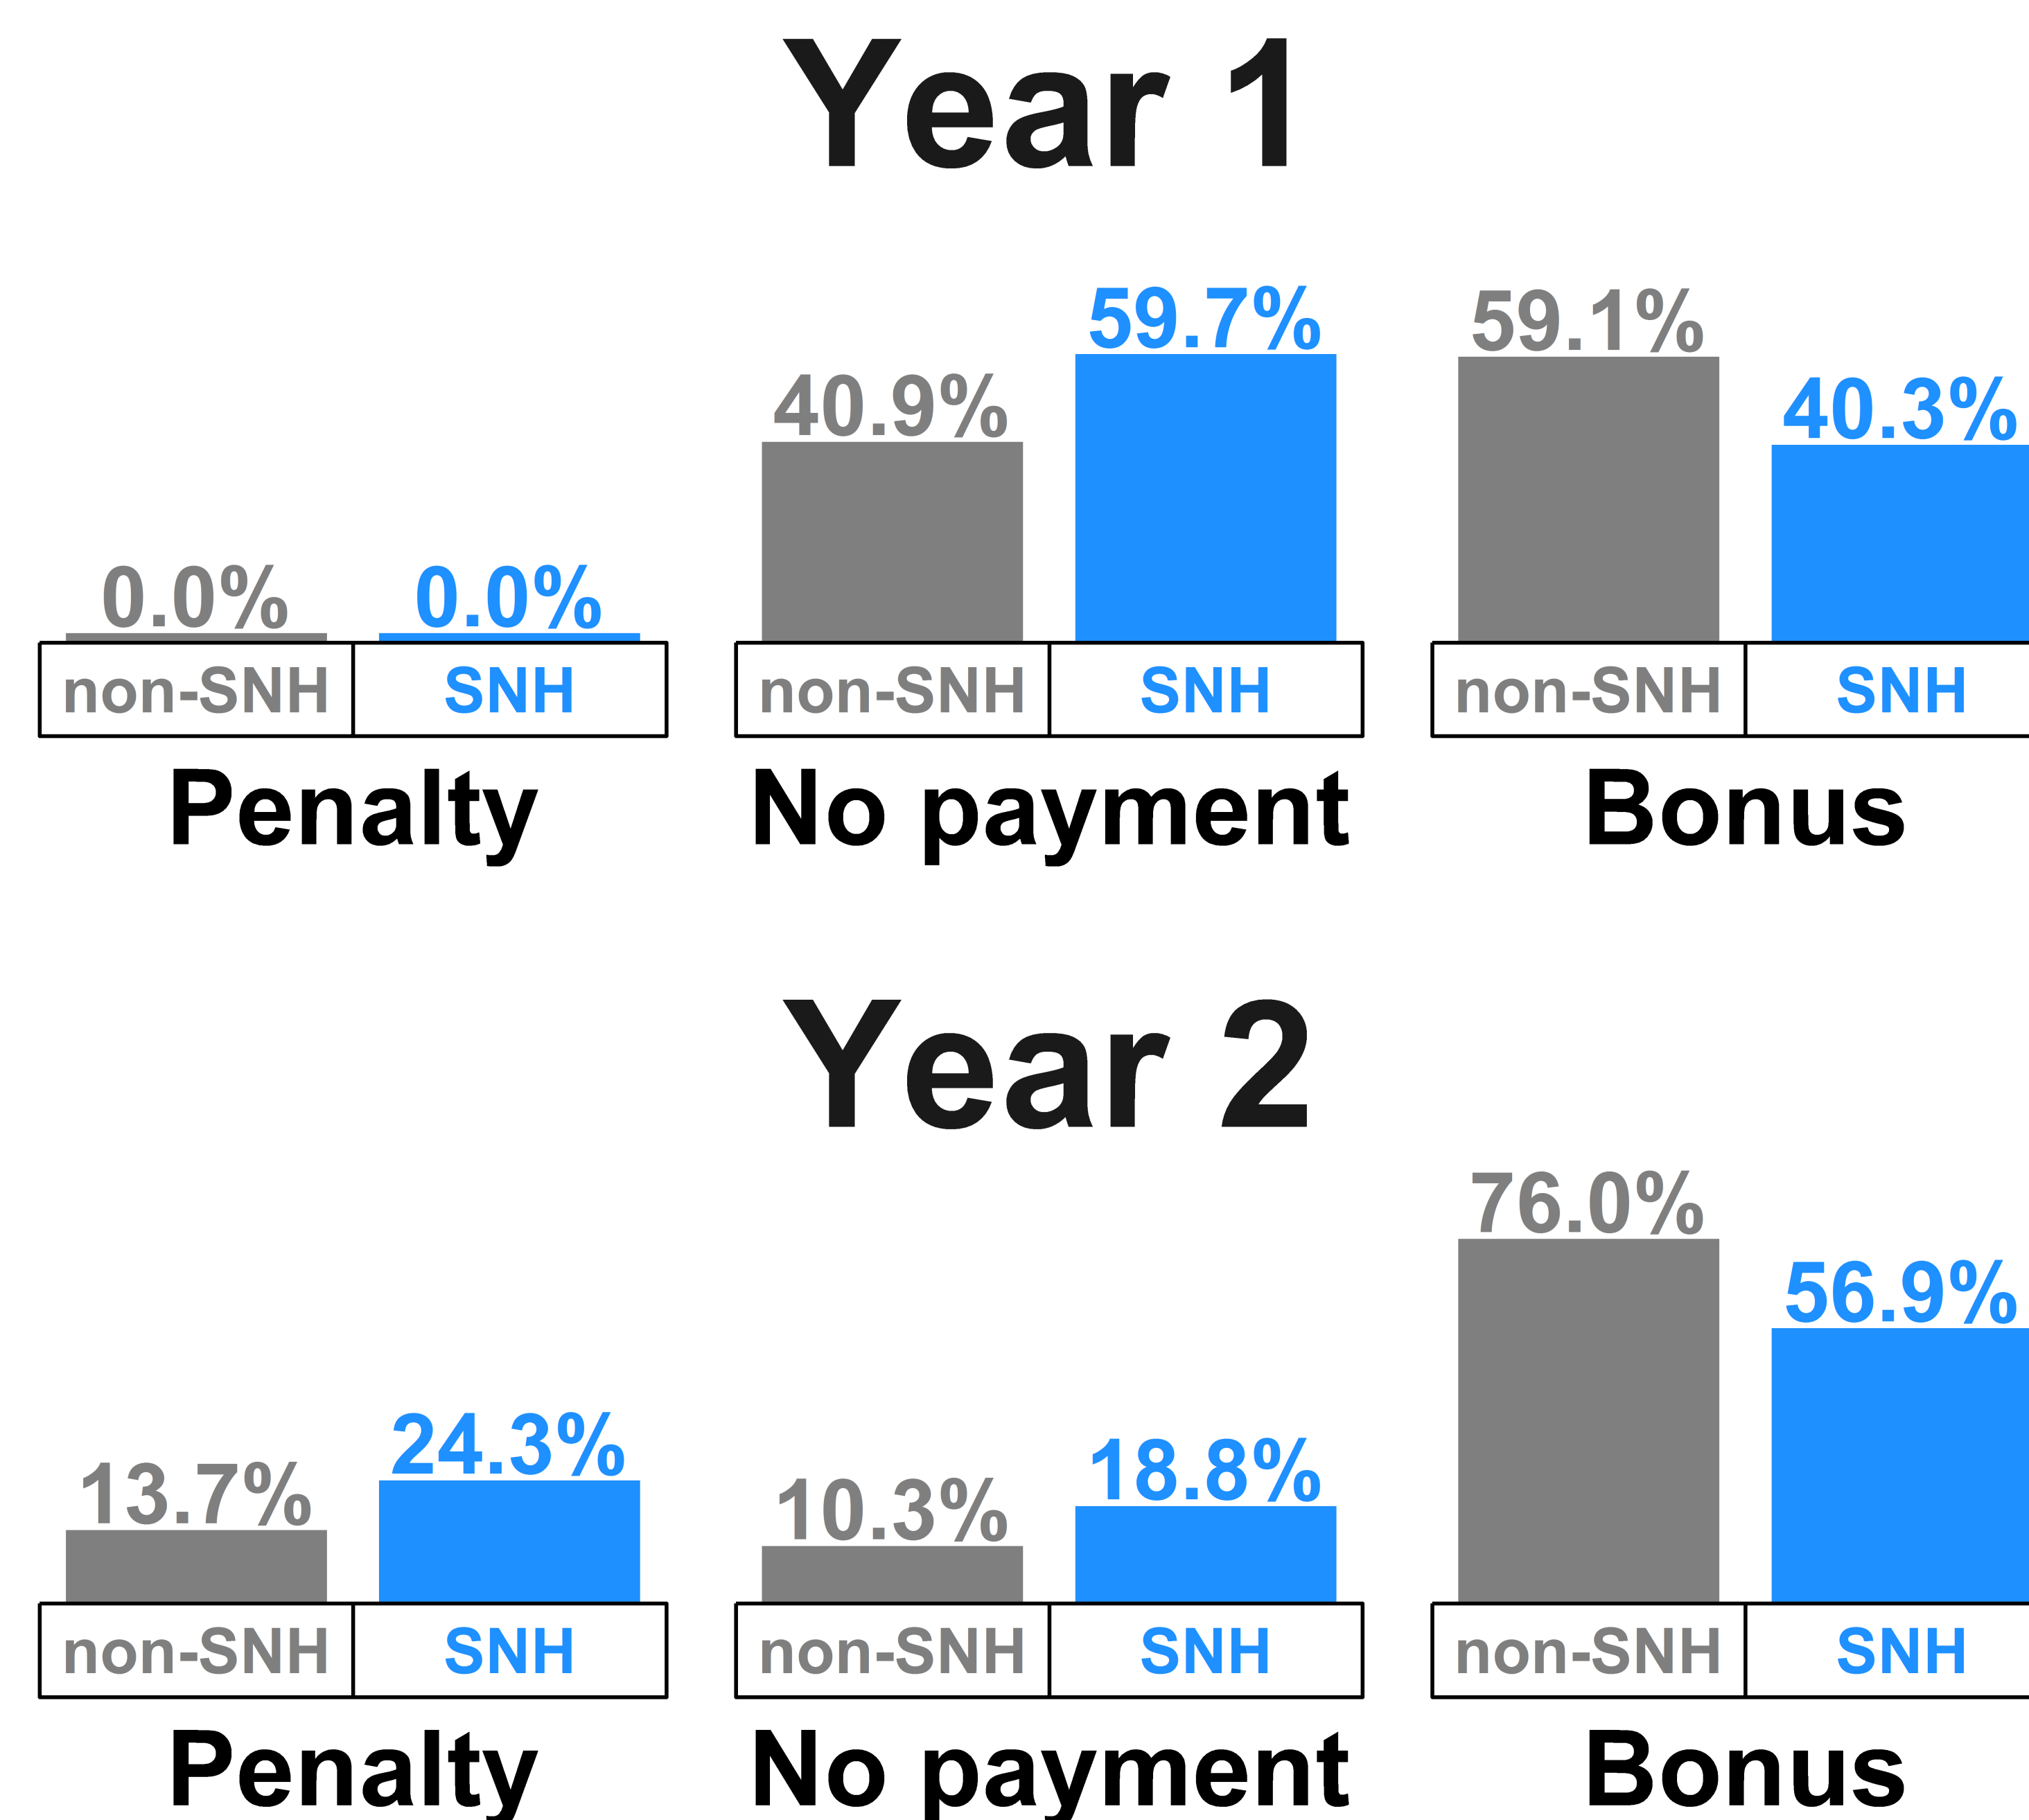 Year 1
0.0% 0.0% 40.9% 59.7% 59.1% 40.3%
non-SNH SNH non-SNH SNH non-SNH SNH
Penalty No payment Bonus
Year 2
13.7% 24.3% 10.3% 18.8% 76.0% 56.9%
non-SNH SNH non-SNH SNH non-SNH SNH
Penalty No payment Bonus